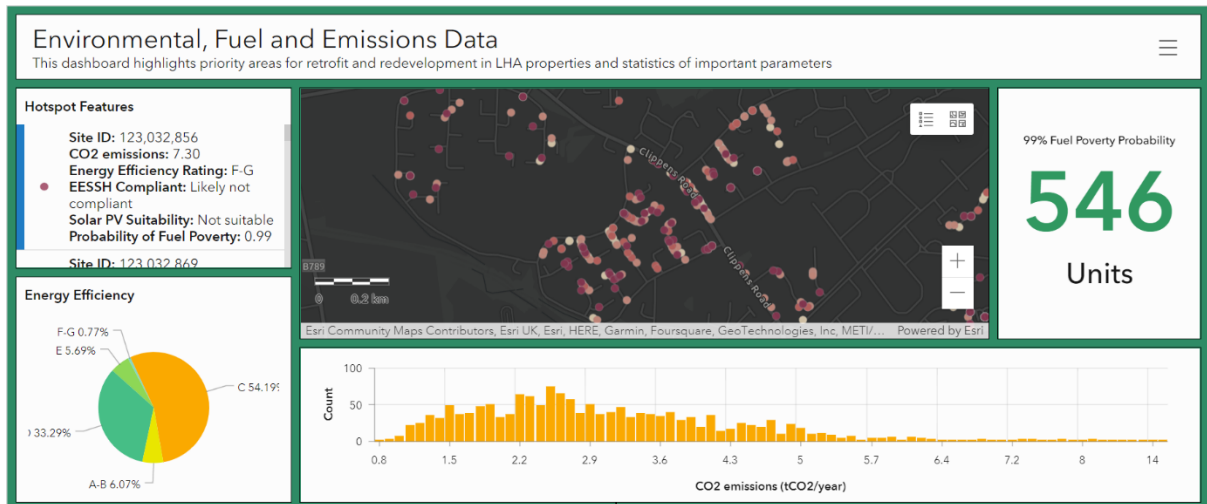 Environmental, Fuel and Emissions Data
This dashboard highlights priority areas for retrofit and redevelopment in LHA properties and statistics of important parameters
Hotspot Features
Site ID: 123,032,856
CO2 emissions: 7.30
Energy Efficiency Rating: F-G
EESSH Compliant: Likely not
compliant
Solar PV Suitability: Not suitable
Probability of Fuel Poverty: 0.99
Site ID: 123,032,869
Clippens Road
Clippens Road
B789
0 0.2 km
Esri Community Maps Contributors, Esri UK, Esri, HERE, Garmin, Foursquare, GeoTechnologies, Inc, METI/... Powered by Esri
99% Fuel Poverty Probability
546
Units
Energy Efficiency
F-G 0.77%
E 5.69%
C 54.19%
33.29%
A-B 6.07%
Count
100
50
0
0.8 1.5 2.2 2.9 3.6 4.3 5 5.7 6.4 7.2 8 14
CO2 emissions (tCO2/year)